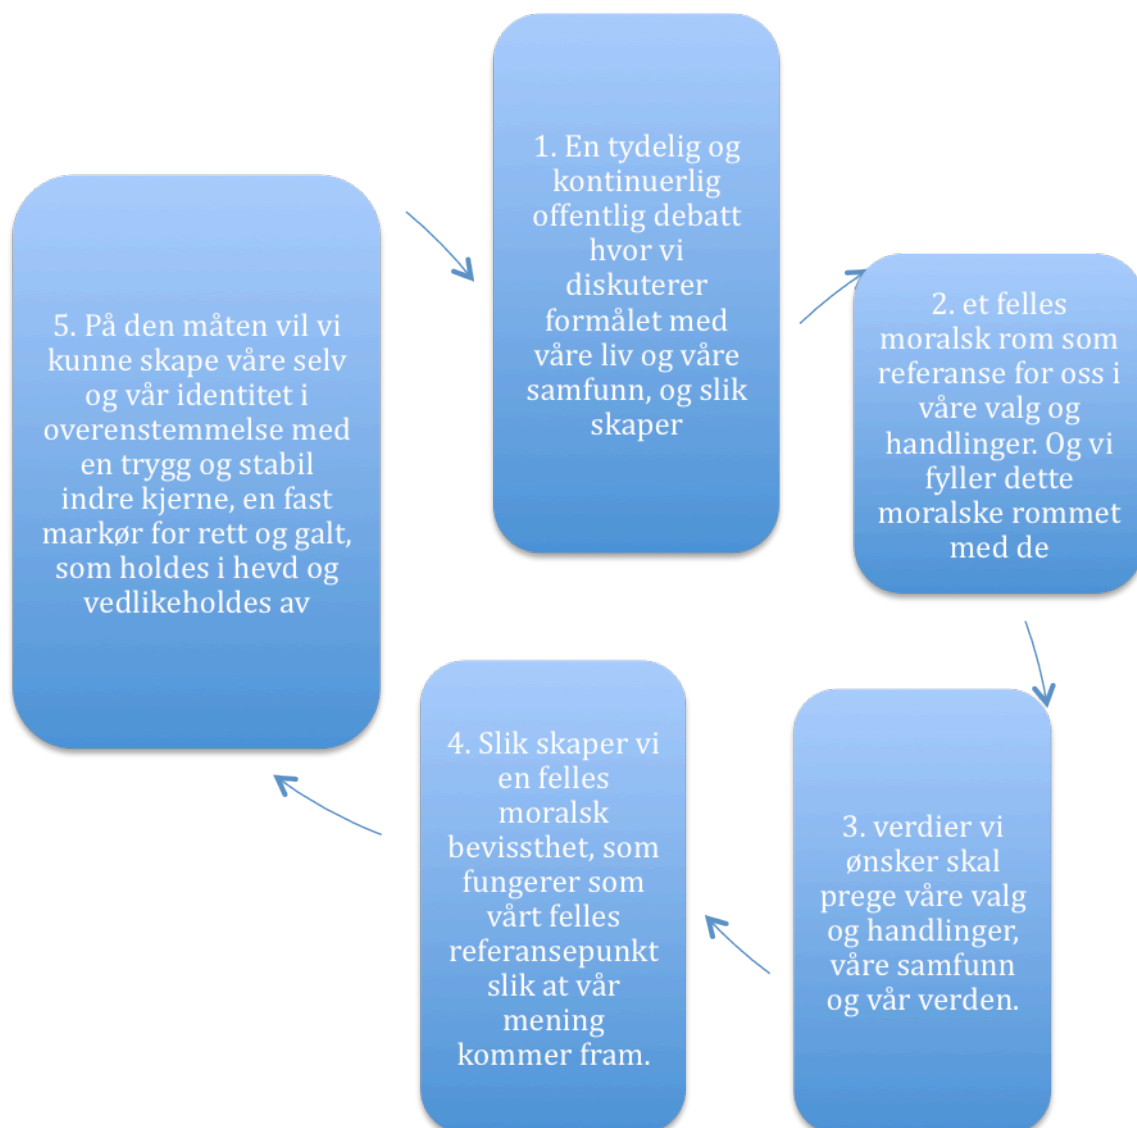 1. En tydelig og
kontinuerlig
offentlig debatt
hvor vi
diskuterer
formålet med
våre liv og våre
samfunn, og slik
skaper
2. et felles
moralsk rom som
referanse for oss i
våre valg og
handlinger. Og vi
fyller dette
moralske rommet
med de
3. verdier vi
ønsker skal
prege våre valg
og handlinger,
våre samfunn
og vår verden.
4. Slik skaper vi
en felles
moralsk
bevissthet, som
fungerer som
vårt felles
referansepunkt
slik at vår
mening
kommer fram.
5. På den måten vil vi
kunne skape våre selv
og vår identitet i
overenstemmelse med
en trygg og stabil
indre kjerne, en fast
markør for rett og galt,
som holdes i hevd og
vedlikeholdes av